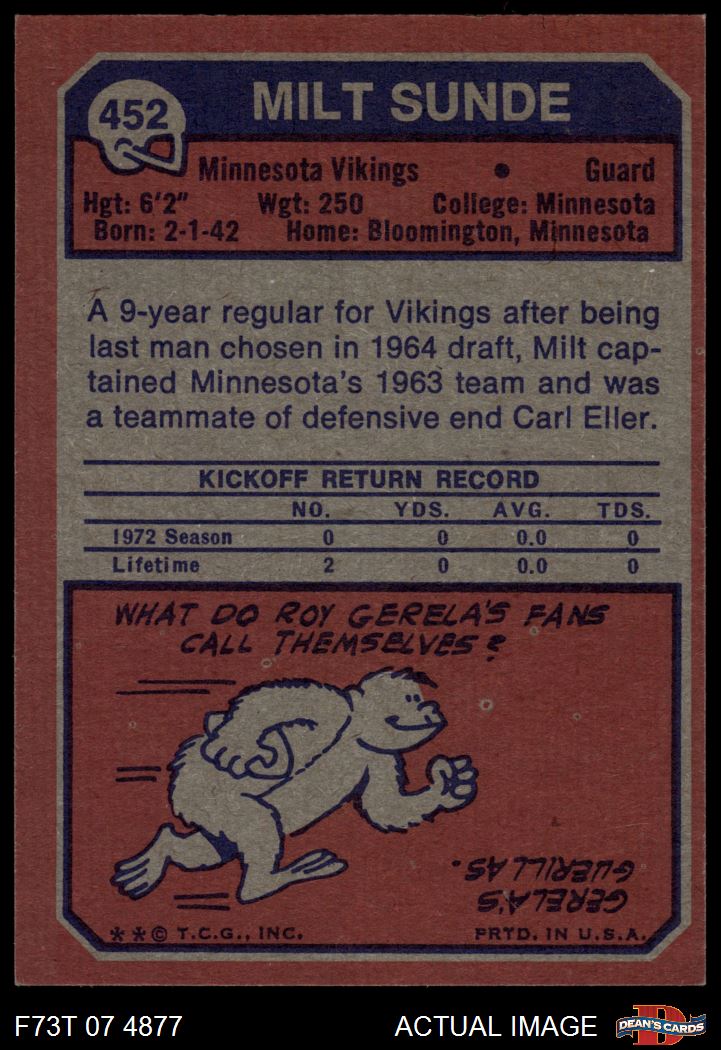 452
MILT SUNDE
Minnesota Vikings • Guard
Hgt: 6'2" Wgt: 250 College: Minnesota
Born: 2-1-42 Home: Bloomington, Minnesota
A 9-year regular for Vikings after being
last man chosen in 1964 draft, Milt cap-
tained Minnesota's 1963 team and was
a teammate of defensive end Carl Eller.
KICKOFF RETURN RECORD
NO. YDS. AVG. TDS.
1972 Season 0 0 0.0 0
Lifetime 2 0 0.0 0
WHAT DO ROY GERELA'S FANS
CALL THEMSELVES?
GERELA'S
GUERILLAS.
**© T.C.G., INC. PRTD. IN U.S.A.
F73T 07 4877 ACTUAL IMAGE
D
DEAN'S CARDS